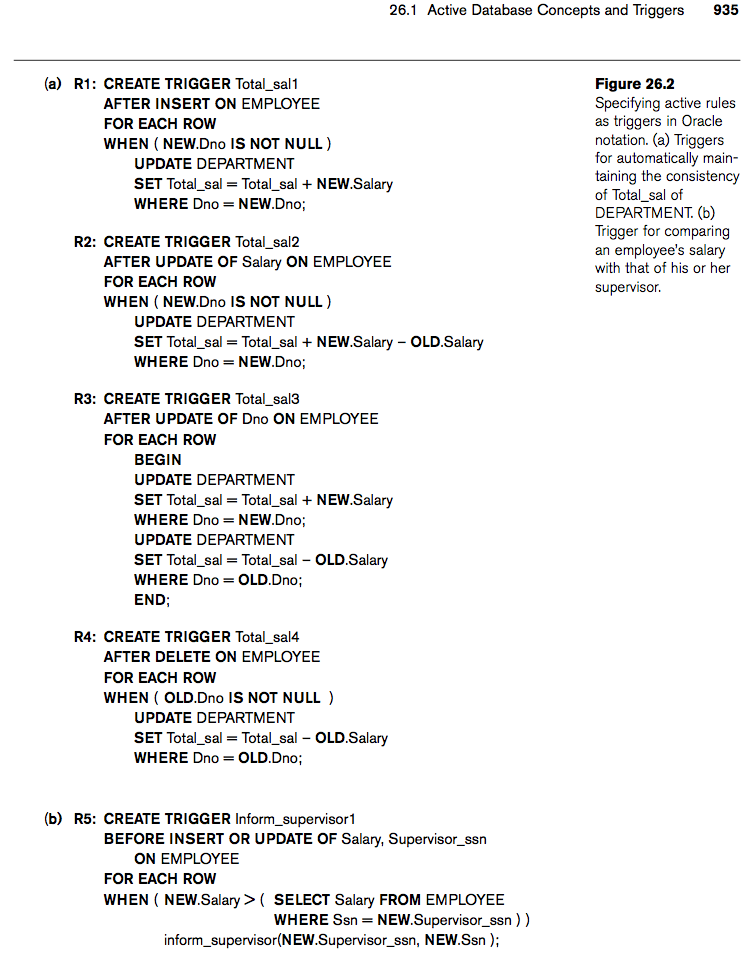 26.1 Active Database Concepts and Triggers 935
(a) R1: CREATE TRIGGER Total_sal1
AFTER INSERT ON EMPLOYEE
FOR EACH ROW
WHEN ( NEW.Dno IS NOT NULL )
UPDATE DEPARTMENT
SET Total_sal = Total_sal + NEW.Salary
WHERE Dno = NEW.Dno;
R2: CREATE TRIGGER Total_sal2
AFTER UPDATE OF Salary ON EMPLOYEE
FOR EACH ROW
WHEN ( NEW.Dno IS NOT NULL )
UPDATE DEPARTMENT
SET Total_sal = Total_sal + NEW.Salary – OLD.Salary
WHERE Dno = NEW.Dno;
R3: CREATE TRIGGER Total_sal3
AFTER UPDATE OF Dno ON EMPLOYEE
FOR EACH ROW
BEGIN
UPDATE DEPARTMENT
SET Total_sal = Total_sal + NEW.Salary
WHERE Dno = NEW.Dno;
UPDATE DEPARTMENT
SET Total_sal = Total_sal – OLD.Salary
WHERE Dno = OLD.Dno;
END;
R4: CREATE TRIGGER Total_sal4
AFTER DELETE ON EMPLOYEE
FOR EACH ROW
WHEN ( OLD.Dno IS NOT NULL )
UPDATE DEPARTMENT
SET Total_sal = Total_sal – OLD.Salary
WHERE Dno = OLD.Dno;
(b) R5: CREATE TRIGGER Inform_supervisor1
BEFORE INSERT OR UPDATE OF Salary, Supervisor_ssn
ON EMPLOYEE
FOR EACH ROW
WHEN ( NEW.Salary > ( SELECT Salary FROM EMPLOYEE
WHERE Ssn = NEW.Supervisor_ssn ) )
inform_supervisor(NEW.Supervisor_ssn, NEW.Ssn );
Figure 26.2
Specifying active rules
as triggers in Oracle
notation. (a) Triggers
for automatically main-
taining the consistency
of Total_sal of
DEPARTMENT. (b)
Trigger for comparing
an employee's salary
with that of his or her
supervisor.